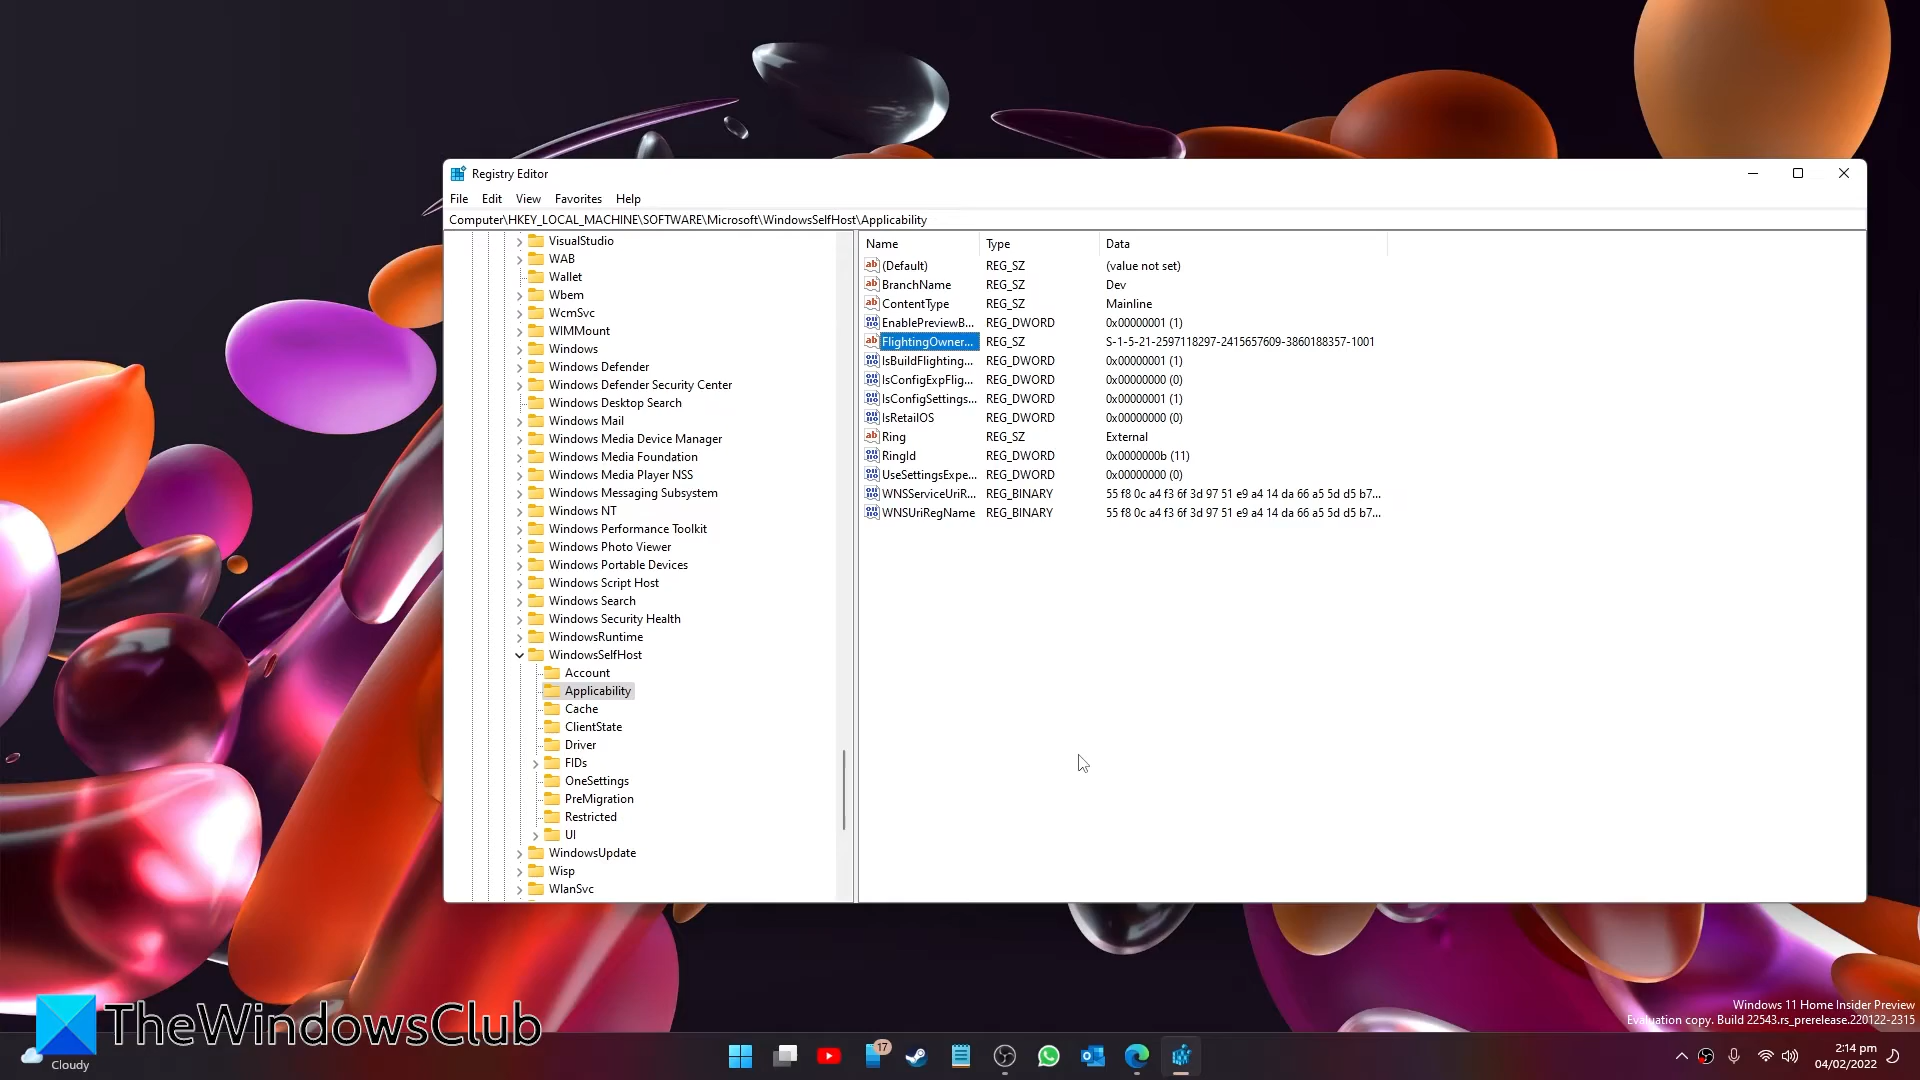 Registry Editor
File Edit View Favorites Help
Computer\HKEY_LOCAL_MACHINE\SOFTWARE\Microsoft\WindowsSelfHost\Applicability
VisualStudio
WAB
Wallet
Wbem
WcmSvc
WIMMount
Windows
Windows Defender
Windows Defender Security Center
Windows Desktop Search
Windows Mail
Windows Media Device Manager
Windows Media Foundation
Windows Media Player NSS
Windows Messaging Subsystem
Windows NT
Windows Performance Toolkit
Windows Photo Viewer
Windows Portable Devices
Windows Script Host
Windows Search
Windows Security Health
WindowsRuntime
WindowsSelfHost
Account
Applicability
Cache
ClientState
Driver
FIDs
OneSettings
PreMigration
Restricted
UI
WindowsUpdate
Wisp
WlanSvc
Name Type Data
(Default) REG_SZ (value not set)
BranchName REG_SZ Dev
ContentType REG_SZ Mainline
EnablePreviewB... REG_DWORD 0x00000001 (1)
FlightingOwner... REG_SZ S-1-5-21-2597118297-2415657609-3860188357-1001
IsBuildFlighting... REG_DWORD 0x00000001 (1)
IsConfigExpFlig... REG_DWORD 0x00000000 (0)
IsConfigSettings... REG_DWORD 0x00000001 (1)
IsRetailOS REG_DWORD 0x00000000 (0)
Ring REG_SZ External
RingId REG_DWORD 0x0000000b (11)
UseSettingsExpe... REG_DWORD 0x00000000 (0)
WNSServiceUriR... REG_BINARY 55 f8 0c a4 f3 6f 3d 97 51 e9 a4 14 da 66 a5 5d d5 b7...
WNSUriRegName REG_BINARY 55 f8 0c a4 f3 6f 3d 97 51 e9 a4 14 da 66 a5 5d d5 b7...
Windows 11 Home Insider Preview
Evaluation copy. Build 22543.rs_prerelease.220122-2315
TheWindowsClub
Cloudy
17
2:14 pm
04/02/2022